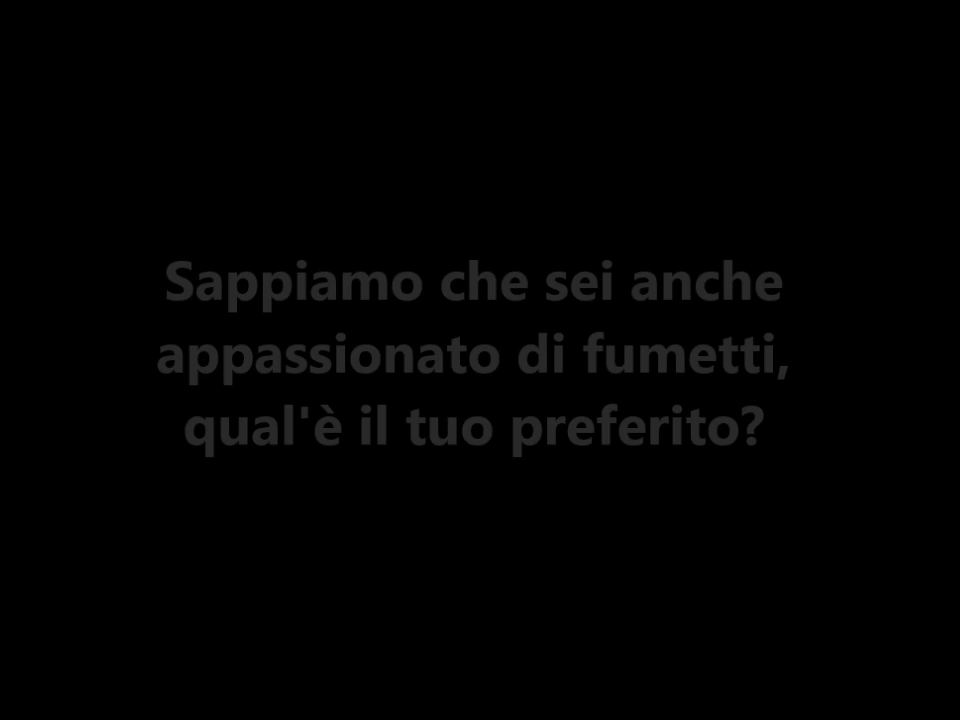 Sappiamo che sei anche
appassionato di fumetti,
qual'è il tuo preferito?